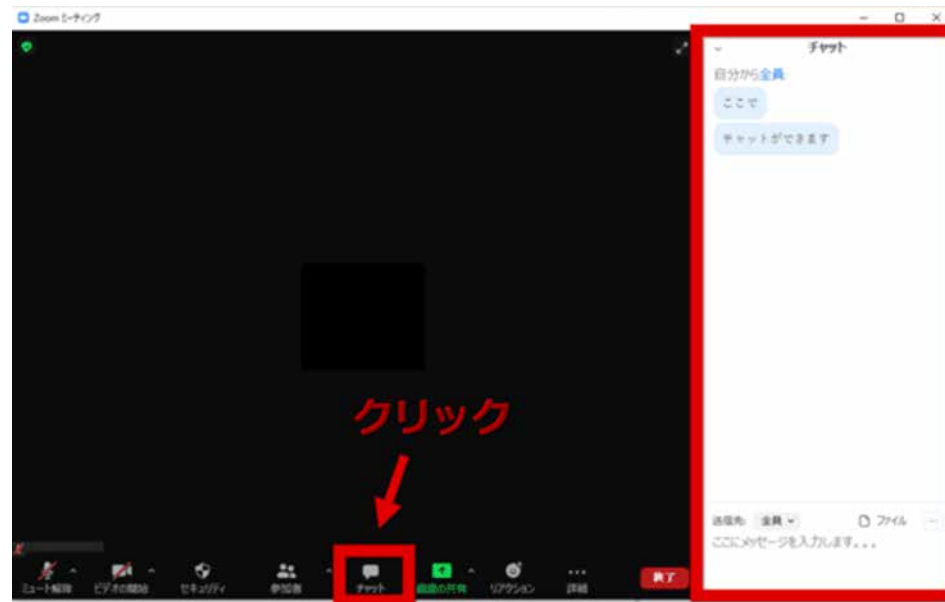 Zoom ミーティング
チャット
自分から全員:
ここで
チャットができます
クリック
送信先: 全員
ファイル
ここにメッセージを入力します...
ミュート解除
ビデオの開始
セキュリティ
参加者
チャット
画面の共有
リアクション
詳細
終了